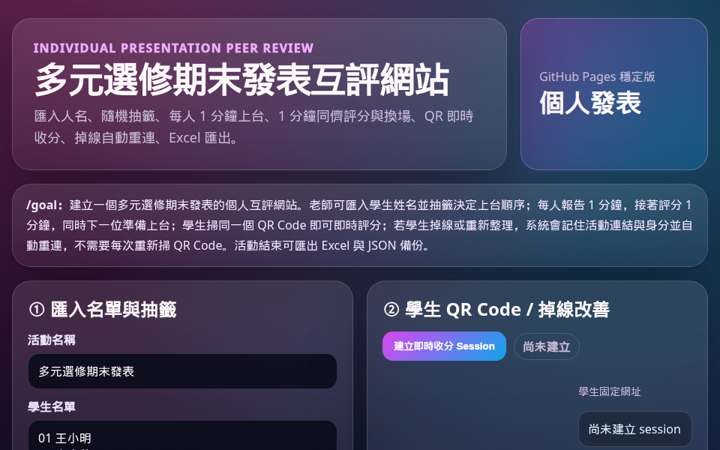 INDIVIDUAL PRESENTATION PEER REVIEW
多元選修期末發表互評網站
匯入人名、隨機抽籤、每人 1 分鐘上台、1 分鐘同儕評分與換場、QR 即時
收分、掉線自動重連、Excel 匯出。
GitHub Pages 穩定版
個人發表
/goal：建立一個多元選修期末發表的個人互評網站。老師可匯入學生姓名並抽籤決定上台順序；每人報告 1 分鐘，接著評分 1
分鐘，同時下一位準備上台；學生掃同一個 QR Code 即可即時評分；若學生掉線或重新整理，系統會記住活動連結與身分並自
動重連，不需要每次重新掃 QR Code。活動結束可匯出 Excel 與 JSON 備份。
① 匯入名單與抽籤
活動名稱
多元選修期末發表
學生名單
01 王小明
② 學生 QR Code / 掉線改善
建立即時收分 Session
尚未建立
學生固定網址
尚未建立 session